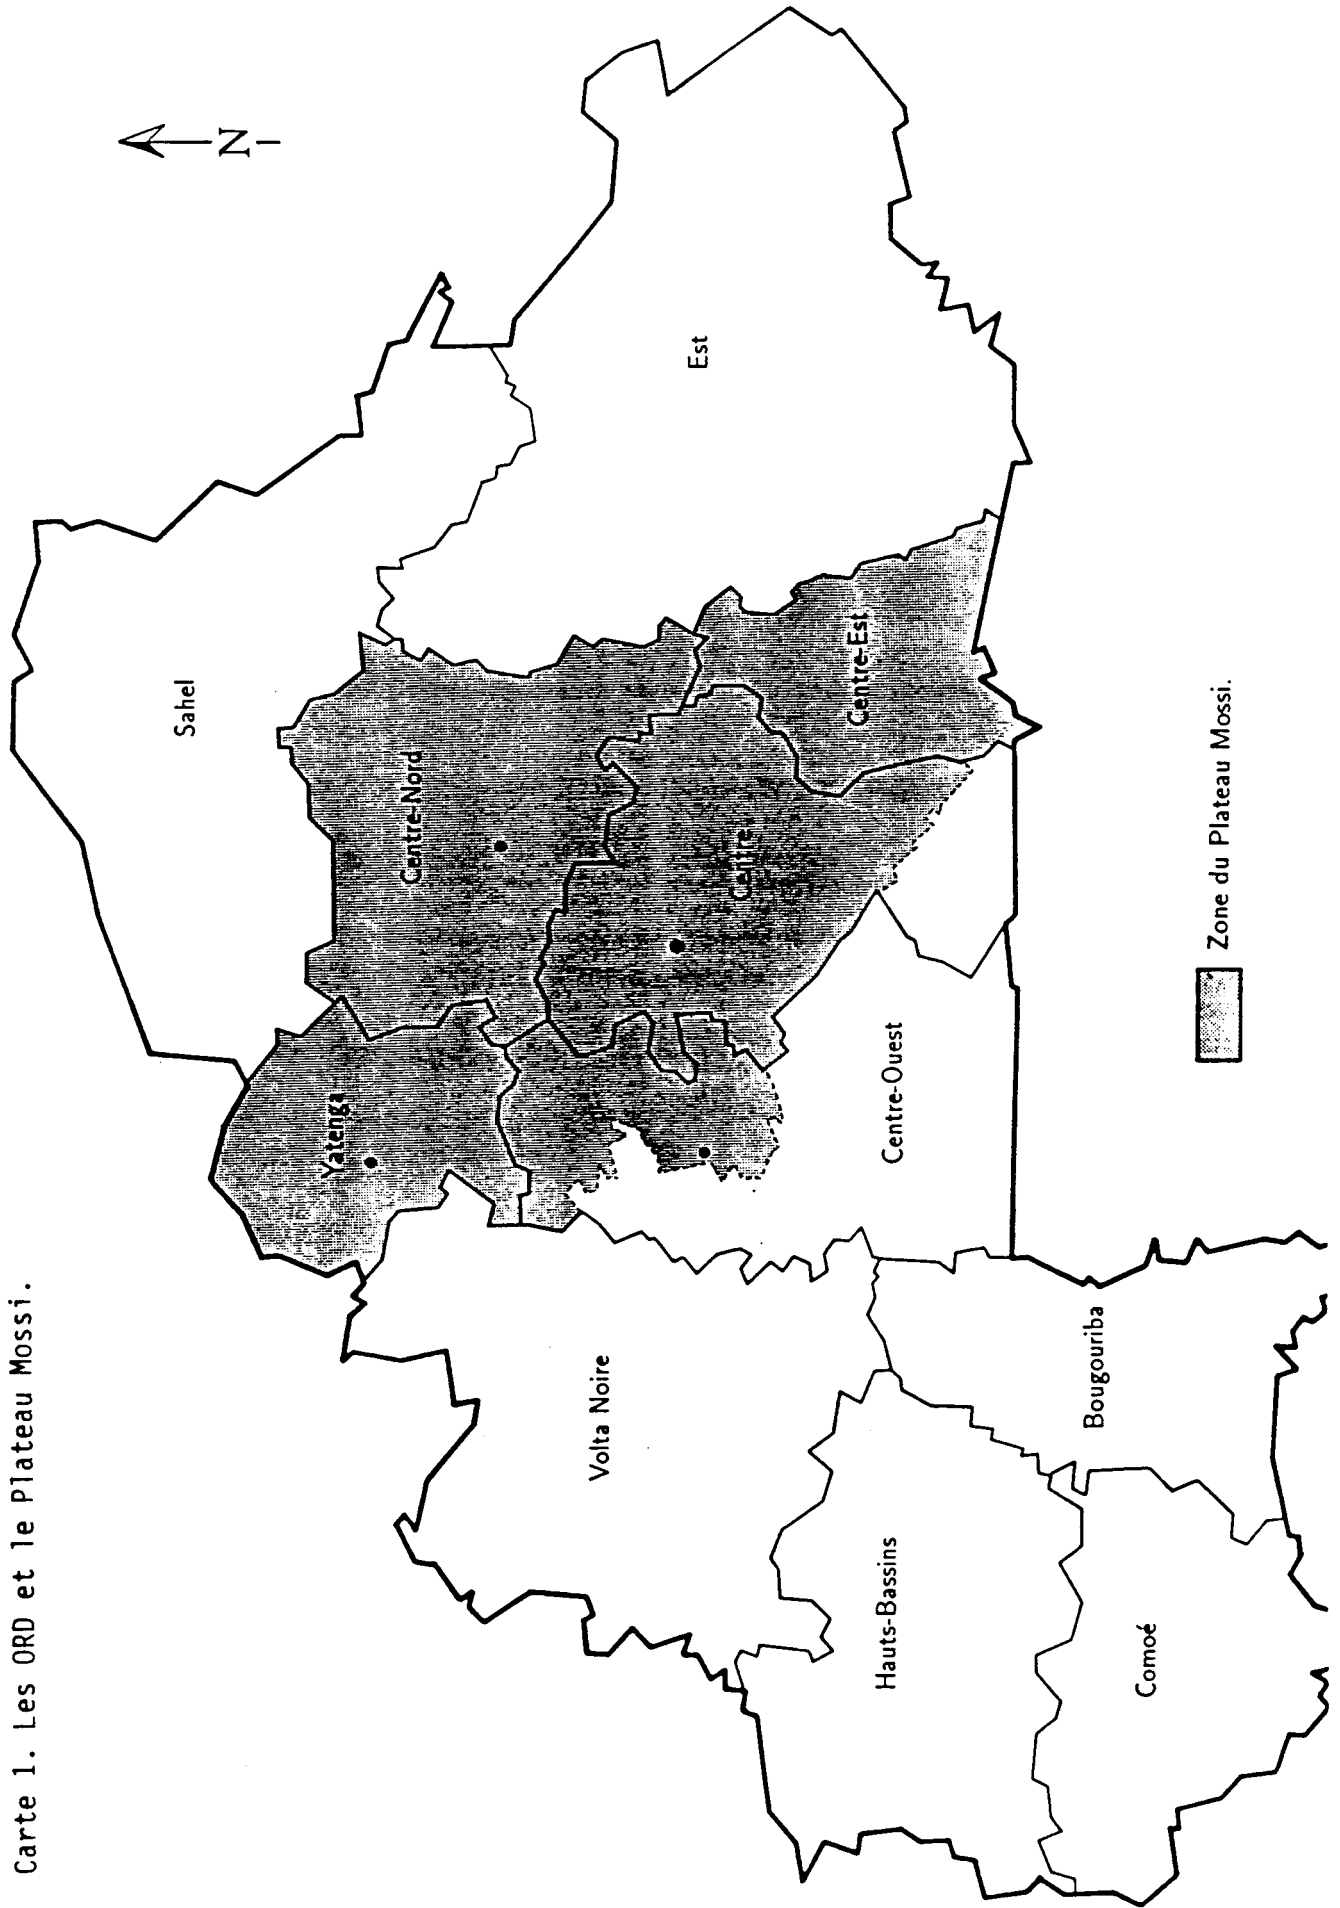 Carte 1. Les ORD et le Plateau Mossi.
N
Sahel
Yatenga
Centre-Nord
Est
Volta Noire
Centre
Centre-Est
Centre-Ouest
Hauts-Bassins
Bougouriba
Comoé
Zone du Plateau Mossi.